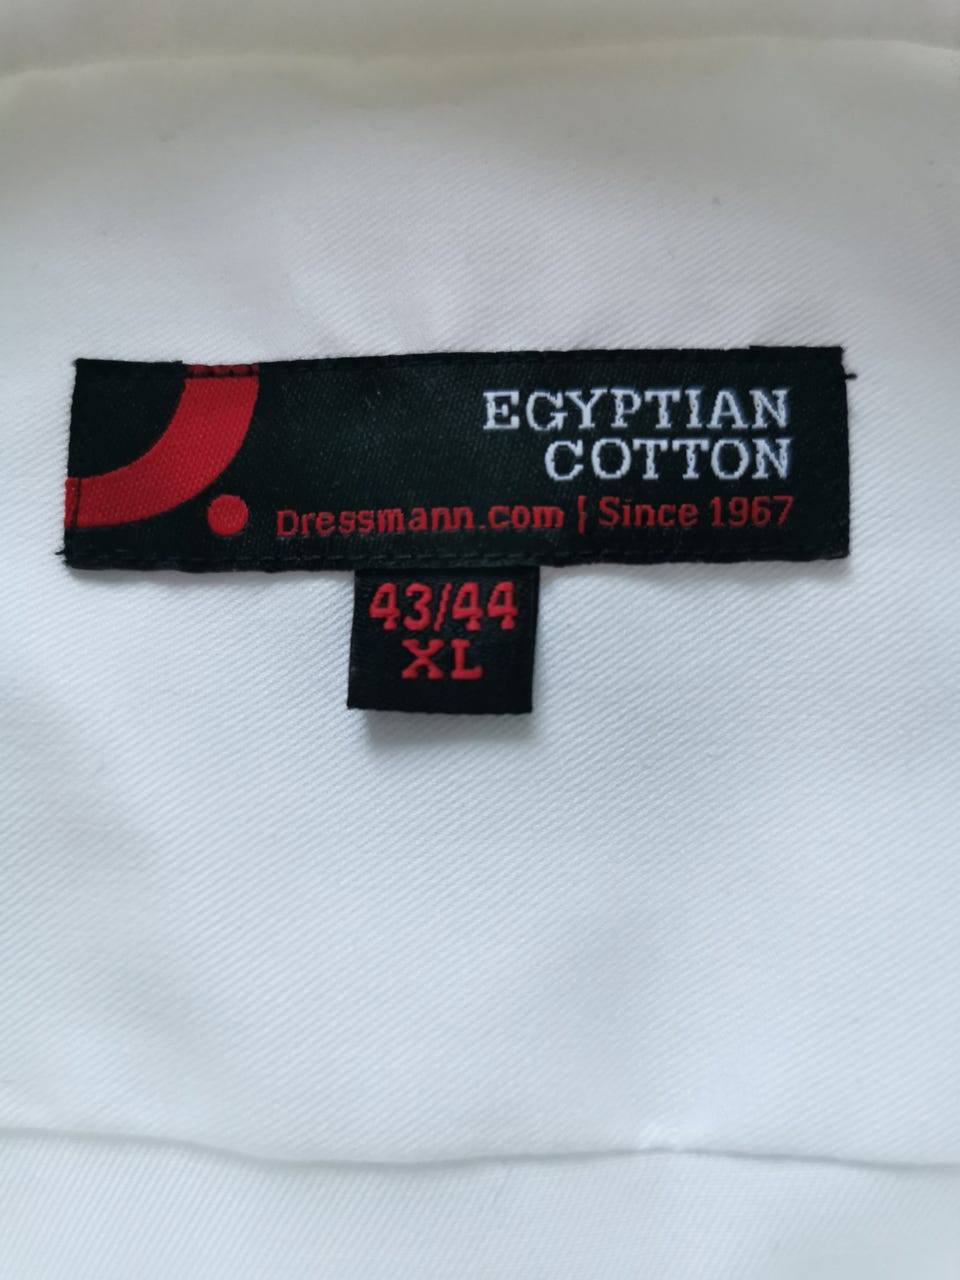 EGYPTIAN
COTTON
Dressmann.com | Since 1967
43/44
XL